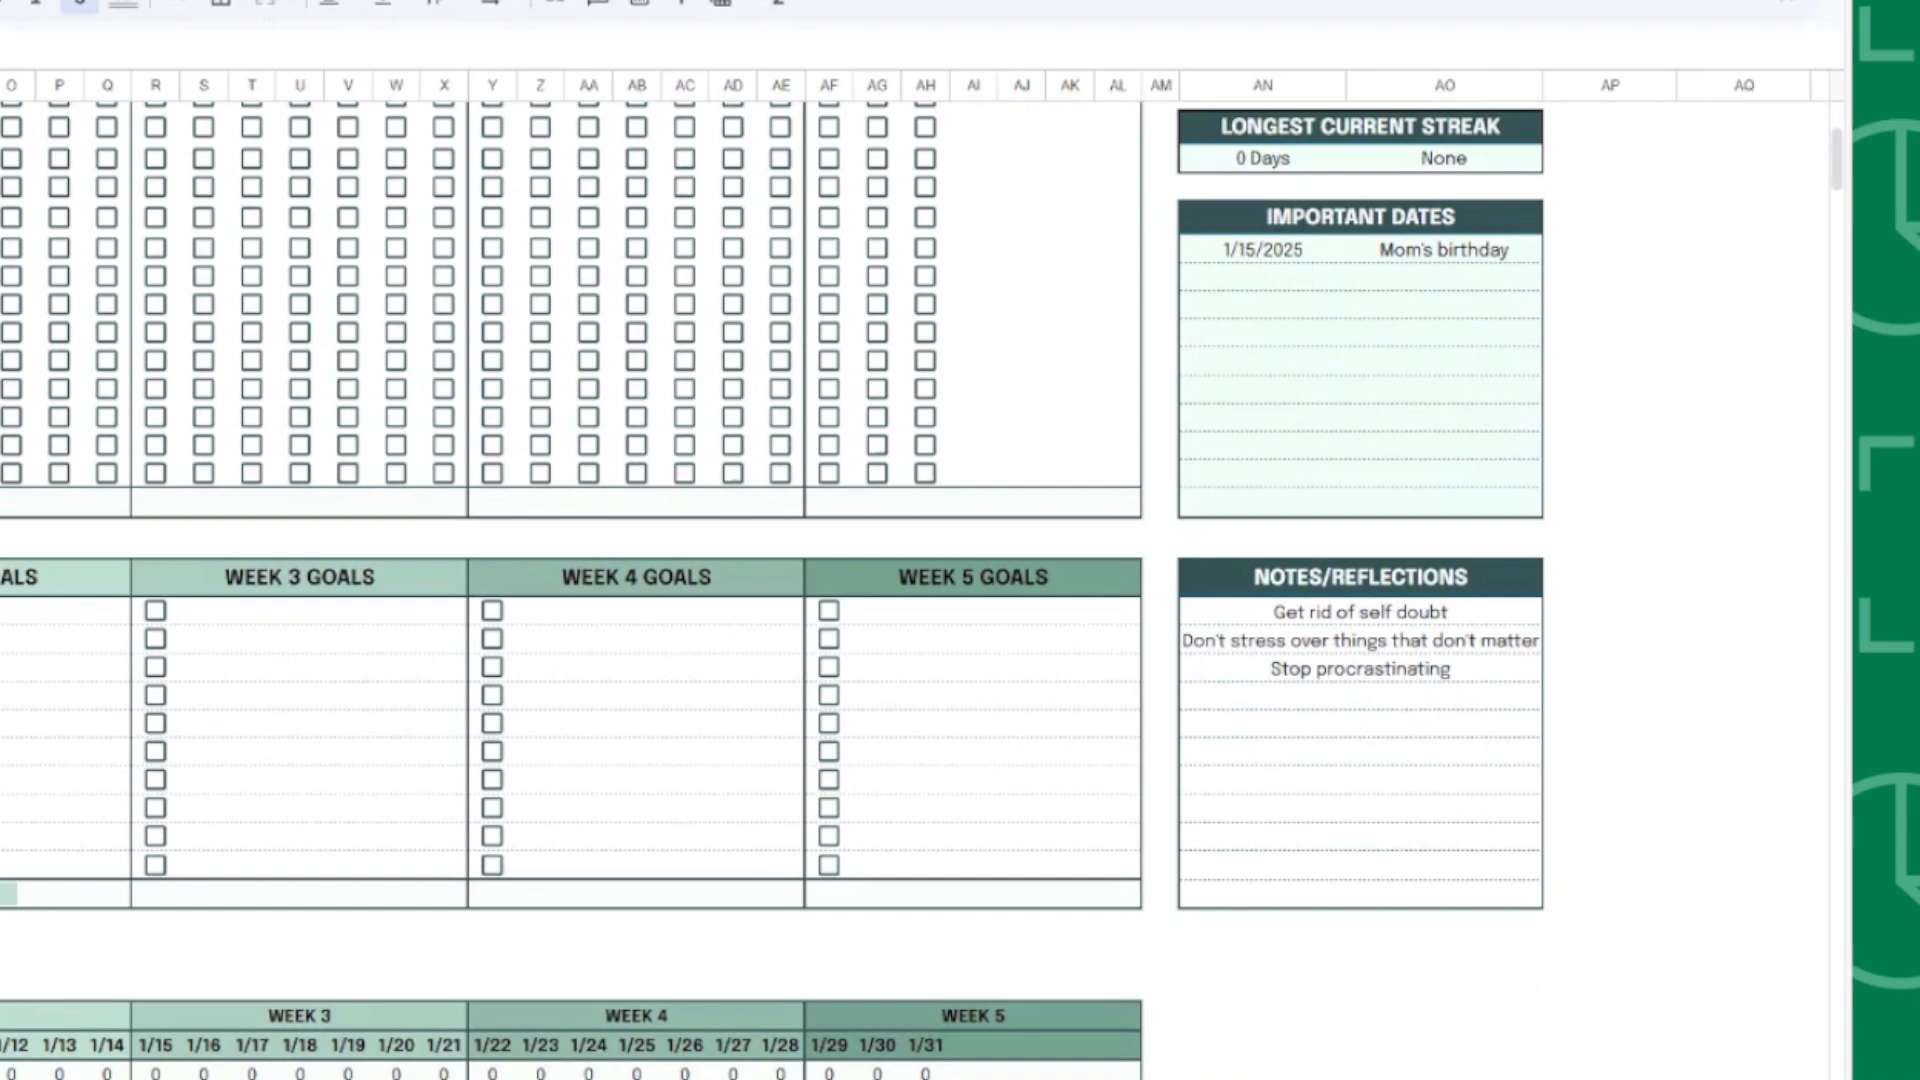 O P Q R S T U V W X Y Z AA AB AC AD AE AF AG AH AI AJ AK AL AM AN AO AP AQ
LONGEST CURRENT STREAK
0 Days None
IMPORTANT DATES
1/15/2025 Mom's birthday
ALS WEEK 3 GOALS WEEK 4 GOALS WEEK 5 GOALS NOTES/REFLECTIONS
Get rid of self doubt
Don't stress over things that don't matter
Stop procrastinating
WEEK 3 WEEK 4 WEEK 5
/12 1/13 1/14 1/15 1/16 1/17 1/18 1/19 1/20 1/21 1/22 1/23 1/24 1/25 1/26 1/27 1/28 1/29 1/30 1/31
0 0 0 0 0 0 0 0 0 0 0 0 0 0 0 0 0 0 0 0